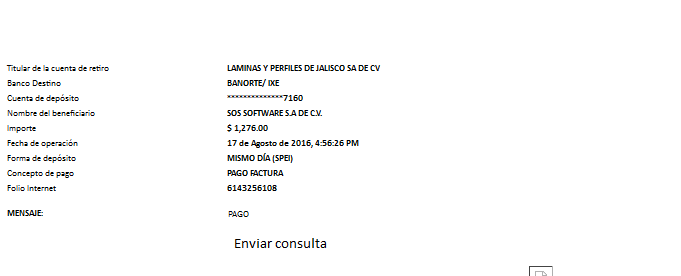 Titular de la cuenta de retiro LAMINAS Y PERFILES DE JALISCO SA DE CV
Banco Destino BANORTE/ IXE
Cuenta de depósito **************7160
Nombre del beneficiario SOS SOFTWARE S.A DE C.V.
Importe $ 1,276.00
Fecha de operación 17 de Agosto de 2016, 4:56:26 PM
Forma de depósito MISMO DÍA (SPEI)
Concepto de pago PAGO FACTURA
Folio Internet 6143256108
MENSAJE: PAGO
Enviar consulta